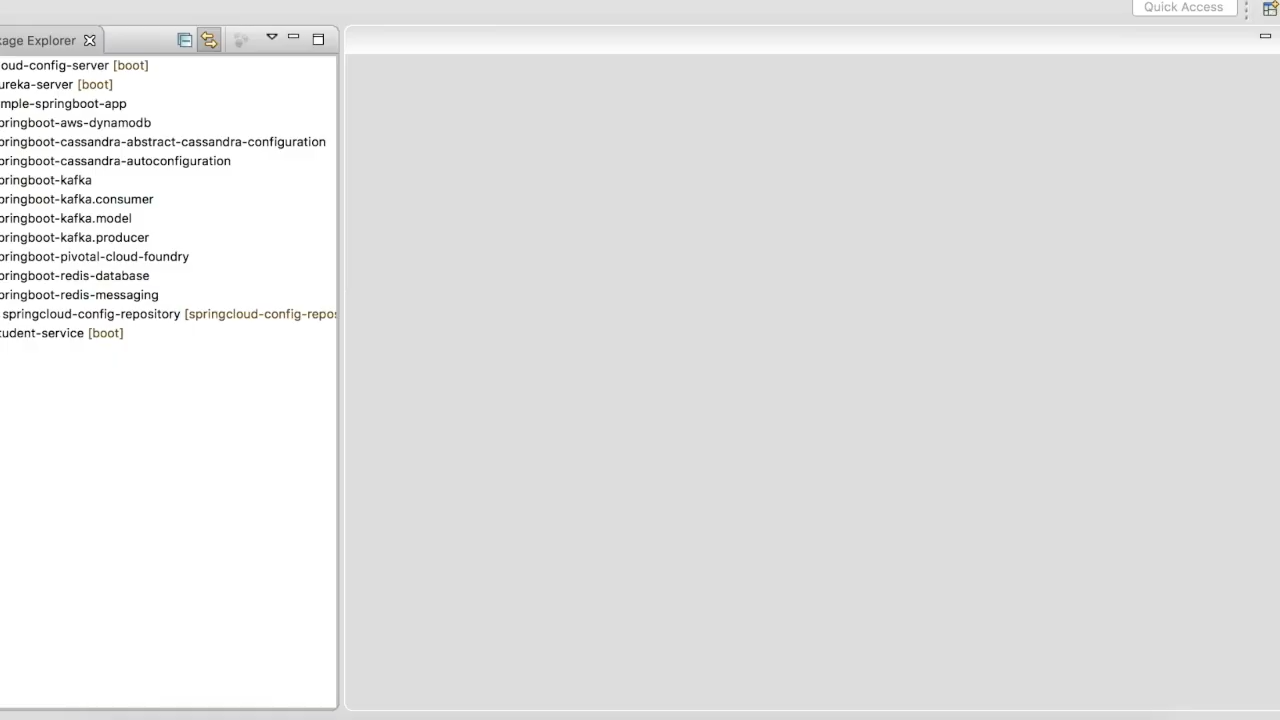 Quick Access
kage Explorer
oud-config-server [boot]
ureka-server [boot]
mple-springboot-app
pringboot-aws-dynamodb
pringboot-cassandra-abstract-cassandra-configuration
pringboot-cassandra-autoconfiguration
pringboot-kafka
pringboot-kafka.consumer
pringboot-kafka.model
pringboot-kafka.producer
pringboot-pivotal-cloud-foundry
pringboot-redis-database
pringboot-redis-messaging
springcloud-config-repository [springcloud-config-repos
tudent-service [boot]